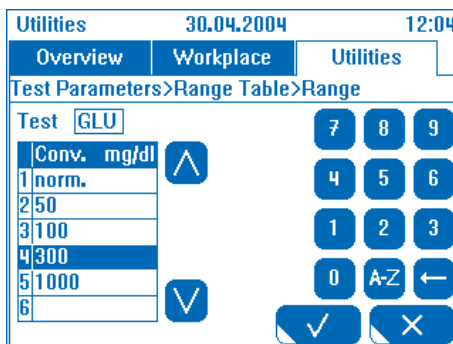 Utilities 30.04.2004 12:04
Overview Workplace Utilities
Test Parameters>Range Table>Range
Test GLU
7 8 9
Conv. mg/dl
1 norm.
4 5 6
2 50
3 100
1 2 3
4 300
5 1000
0 A-Z ←
6